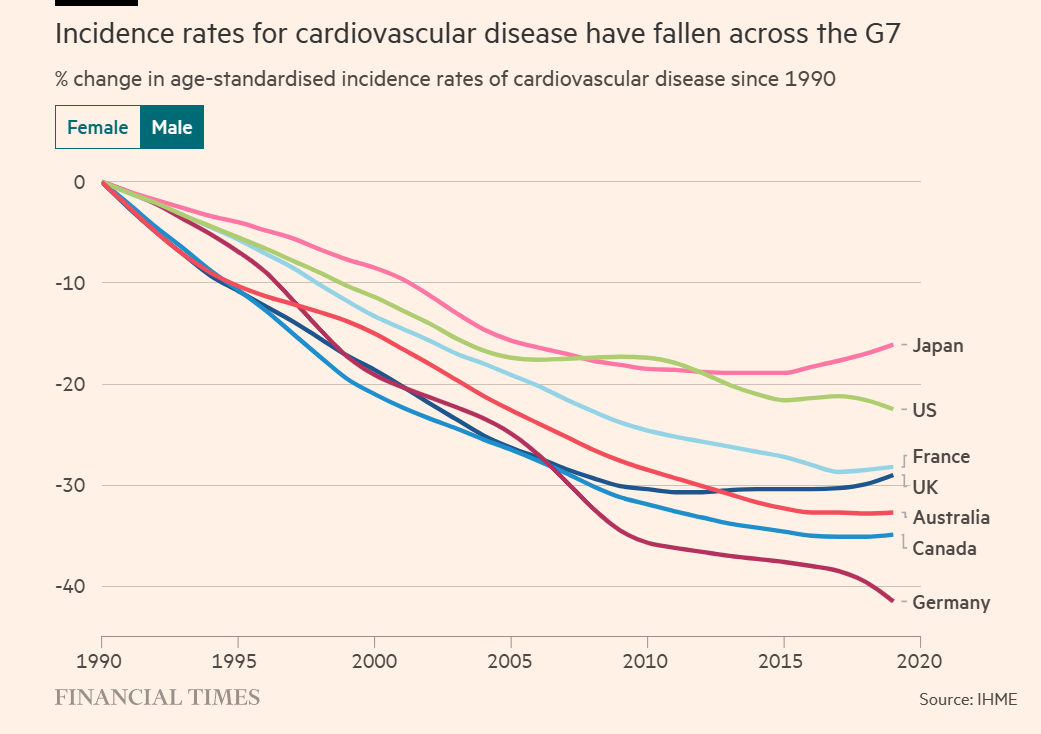 Incidence rates for cardiovascular disease have fallen across the G7
% change in age-standardised incidence rates of cardiovascular disease since 1990
Female Male
0
-10
-20
-30
-40
Japan
US
France
UK
Australia
Canada
Germany
1990 1995 2000 2005 2010 2015 2020
FINANCIAL TIMES Source: IHME